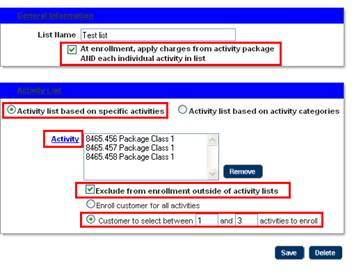 General Information
List Name Test list
At enrollment, apply charges from activity package
AND each individual activity in list
Activity List
Activity list based on specific activities Activity list based on activity categories
Activity 8465.456 Package Class 1
8465.457 Package Class 1
8465.458 Package Class 1
Remove
Exclude from enrollment outside of activity lists
Enroll customer for all activities
Customer to select between 1 and 3 activities to enroll
Save Delete